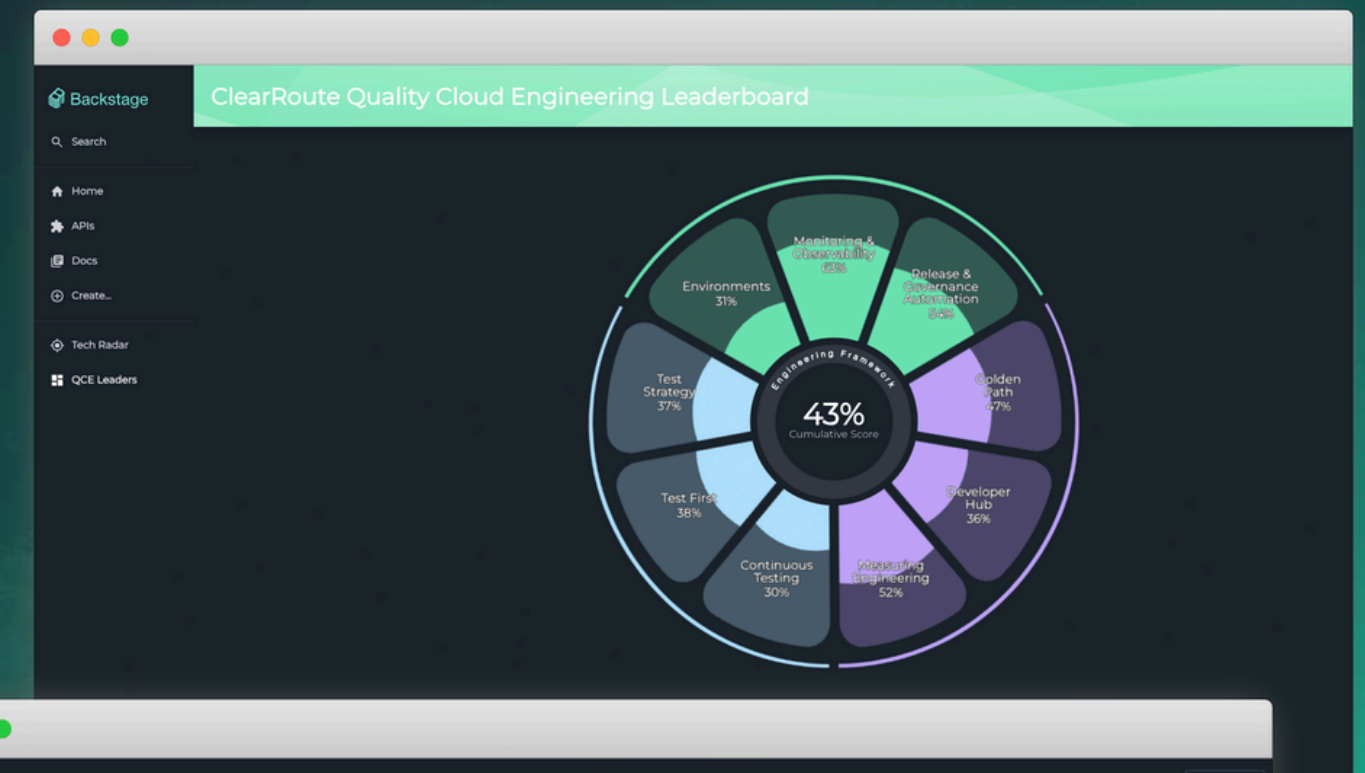 Backstage
ClearRoute Quality Cloud Engineering Leaderboard
Search
Home
APIs
Docs
Create...
Tech Radar
QCE Leaders
Monitoring &
Observability
63%
Release &
Governance
Automation
54%
Environments
31%
Golden
Path
47%
Test
Strategy
37%
Engineering Framework
43%
Cumulative Score
Developer
Hub
36%
Test First
38%
Continuous
Testing
30%
Measuring
Engineering
52%